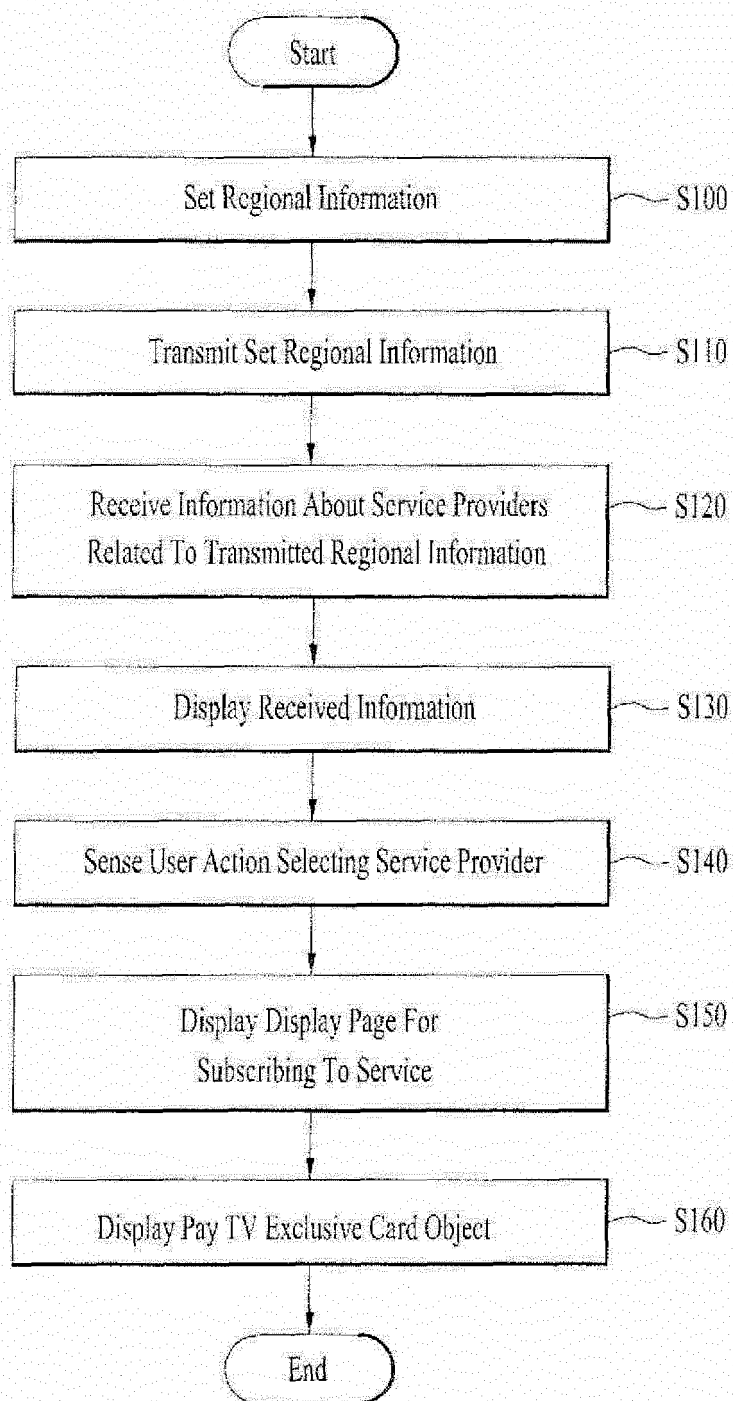 Start
Set Regional Information
S100
Transmit Set Regional Information
S110
Receive Information About Service Providers
Related To Transmitted Regional Information
S120
Display Received Information
S130
Sense User Action Selecting Service Provider
S140
Display Display Page For
Subscribing To Service
S150
Display Pay TV Exclusive Card Object
S160
End